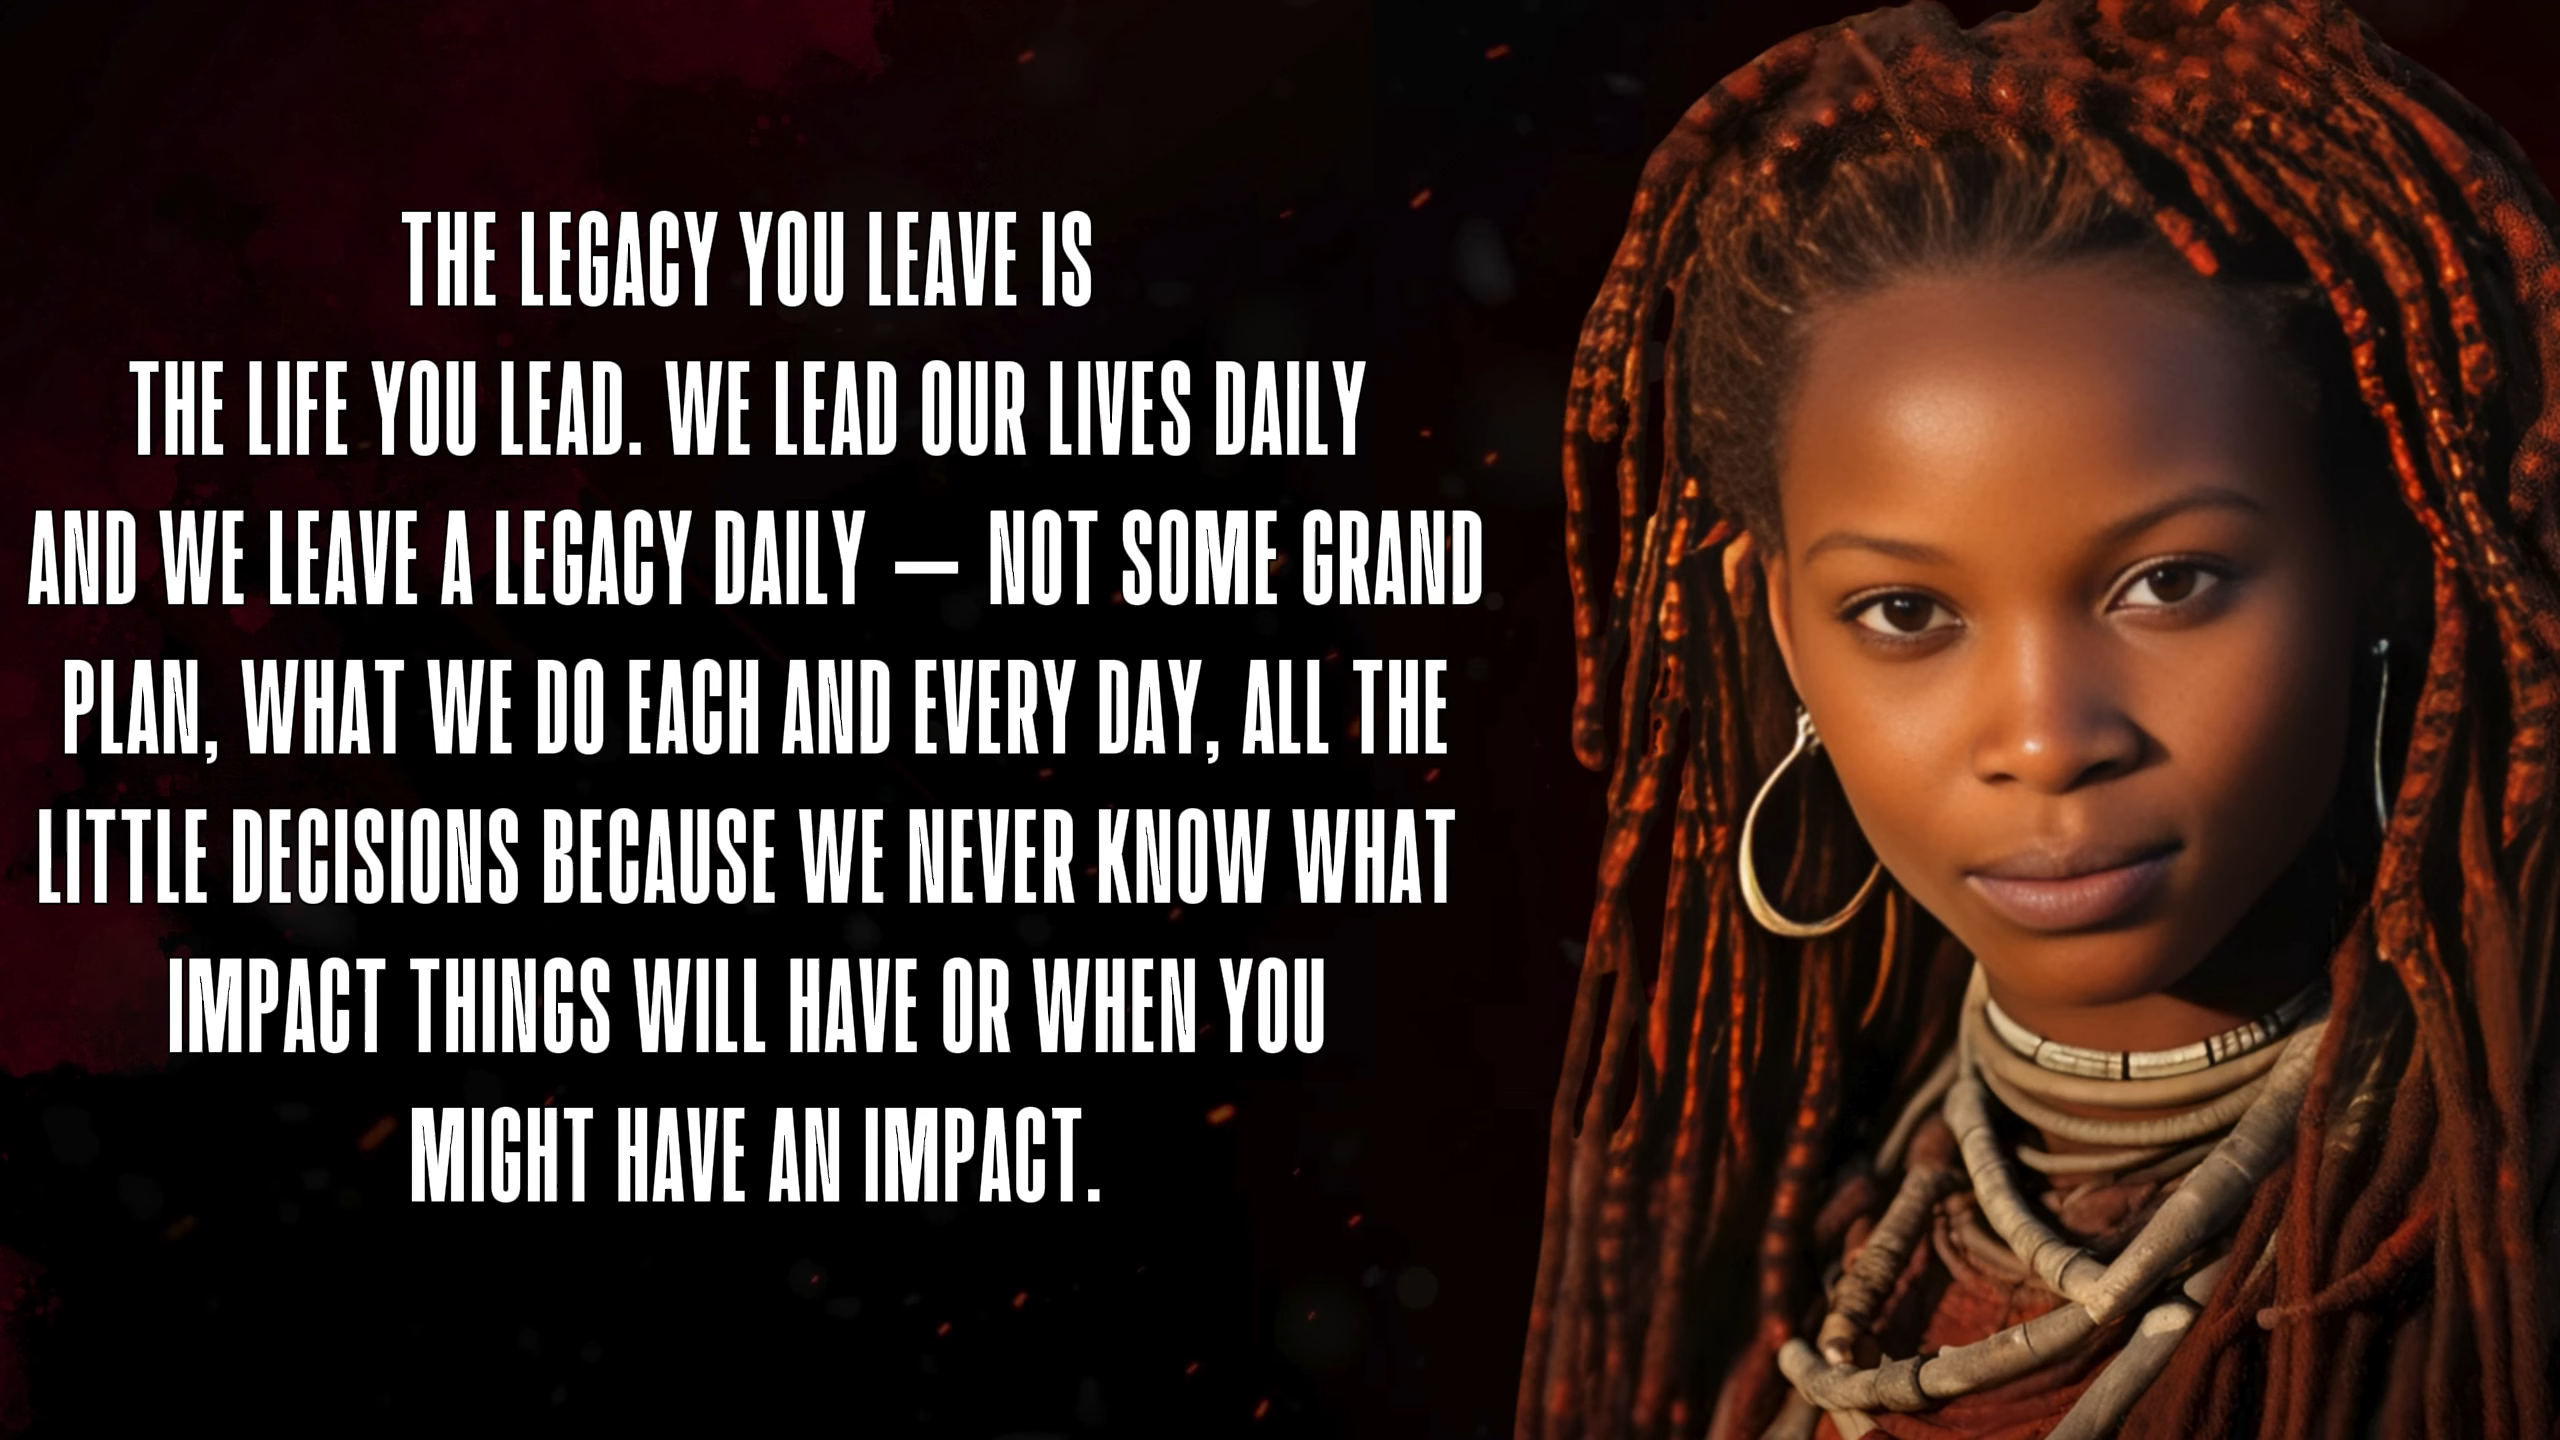 THE LEGACY YOU LEAVE IS
THE LIFE YOU LEAD. WE LEAD OUR LIVES DAILY
AND WE LEAVE A LEGACY DAILY — NOT SOME GRAND
PLAN, WHAT WE DO EACH AND EVERY DAY, ALL THE
LITTLE DECISIONS BECAUSE WE NEVER KNOW WHAT
IMPACT THINGS WILL HAVE OR WHEN YOU
MIGHT HAVE AN IMPACT.